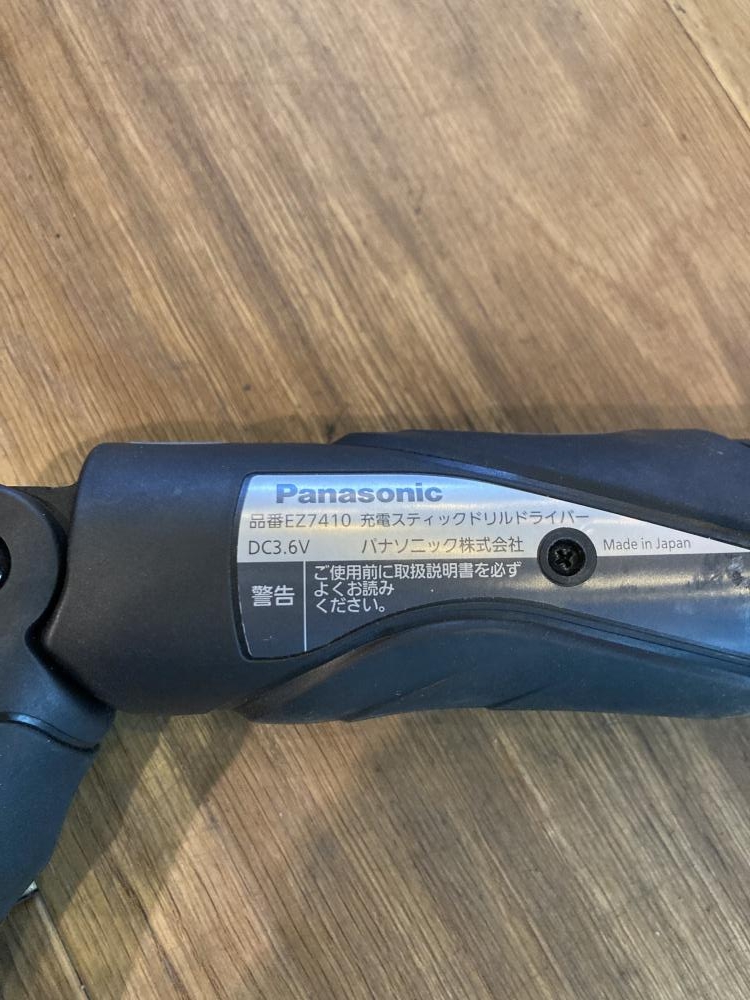 Panasonic
品番EZ7410 充電スティックドリルドライバー
DC3.6V パナソニック株式会社 Made in Japan
警告
ご使用前に取扱説明書を必ず
よくお読み
ください。